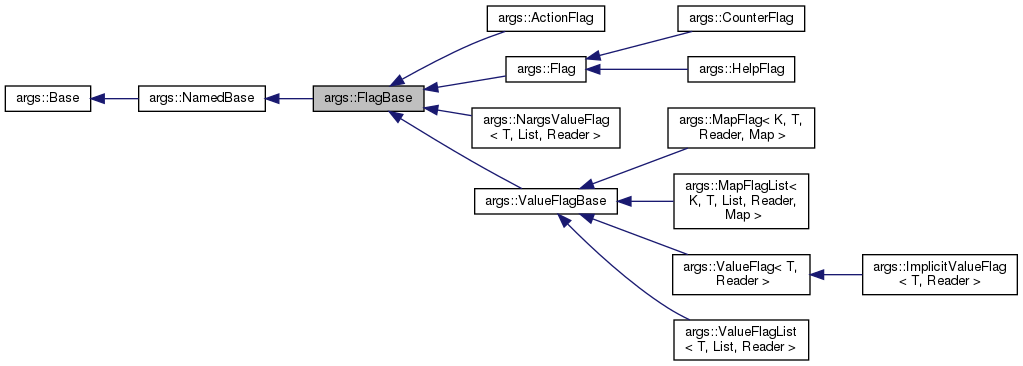 args::ActionFlag
args::CounterFlag
args::Flag
args::HelpFlag
args::Base
args::NamedBase
args::FlagBase
args::NargsValueFlag
< T, List, Reader >
args::MapFlag< K, T,
Reader, Map >
args::ValueFlagBase
args::MapFlagList<
K, T, List, Reader,
Map >
args::ValueFlag< T,
Reader >
args::ImplicitValueFlag
< T, Reader >
args::ValueFlagList
< T, List, Reader >